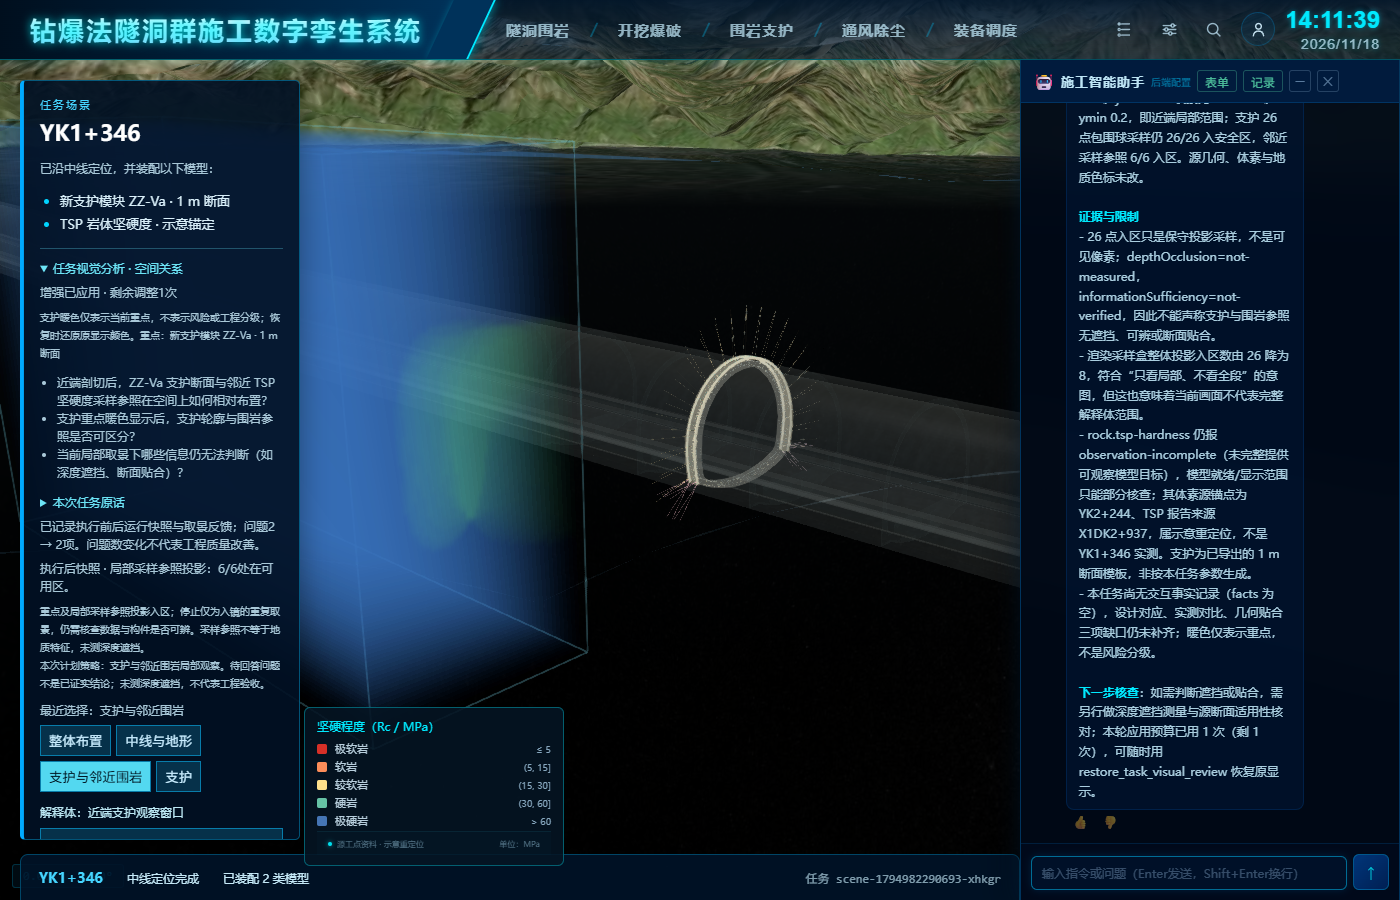 钻爆法隧洞群施工数字孪生系统
隧洞围岩 / 开挖爆破 / 围岩支护 / 通风除尘 / 装备调度
14:11:39
2026/11/18
任务场景
YK1+346
已沿中线定位，并装配以下模型：
• 新支护模块 ZZ-Va · 1 m 断面
• TSP 岩体坚硬度 · 示意锚定
▼ 任务视觉分析 · 空间关系
增强已应用 · 剩余调整1次
支护暖色仅表示当前重点，不表示风险或工程分级；恢
复时还原原显示颜色。重点：新支护模块 ZZ-Va · 1 m
断面
• 近端剖切后，ZZ-Va 支护断面与邻近 TSP
坚硬度采样参照在空间上如何相对布置？
• 支护重点暖色显示后，支护轮廓与围岩参
照是否可区分？
• 当前局部取景下哪些信息仍无法判断（如
深度遮挡、断面贴合）？
▶ 本次任务原话
已记录执行前后运行快照与取景反馈；问题2
→ 2项。问题数变化不代表工程质量改善。
执行后快照 · 局部采样参照投影：6/6处在可
用区。
重点及局部采样参照投影入区；停止仅为入镜的重复取
景，仍需核查数据与构件是否可辨。采样参照不等于地
质特征，未测深度遮挡。
本次计划策略：支护与邻近围岩局部观察。待回答问题
不是已证实结论；未测深度遮挡，不代表工程验收。
最近选择：支护与邻近围岩
整体布置 中线与地形
支护与邻近围岩 支护
解释体：近端支护观察窗口
坚硬程度（Rc / MPa）
极软岩 ≤ 5
软岩 (5, 15]
较软岩 (15, 30]
硬岩 (30, 60]
极硬岩 > 60
源工点资料 · 示意重定位 单位：MPa
YK1+346 中线定位完成 已装配 2 类模型 任务 scene-1794982290693-xhkgr
施工智能助手 后端配置 表单 记录
ymin 0.2，即近端局部范围；支护 26
点包围球采样仍 26/26 入安全区，邻近
采样参照 6/6 入区。源几何、体素与地
质色标未改。
证据与限制
- 26 点入区只是保守投影采样，不是可
见像素；depthOcclusion=not-
measured，
informationSufficiency=not-
verified，因此不能声称支护与围岩参照
无遮挡、可辨或断面贴合。
- 渲染采样盒整体投影入区数由 26 降为
8，符合“只看局部、不看全段”的意
图，但这也意味着当前画面不代表完整
解释体范围。
- rock.tsp-hardness 仍报
observation-incomplete（未完整提供
可观察模型目标），模型就绪/显示范围
只能部分核查；其体素源锚点为
YK2+244、TSP 报告来源
X1DK2+937，属示意重定位，不是
YK1+346 实测。支护为已导出的 1 m
断面模板，非按本任务参数生成。
- 本任务尚无交互事实记录（facts 为
空），设计对应、实测对比、几何贴合
三项缺口仍未补齐；暖色仅表示重点，
不是风险分级。
下一步核查：如需判断遮挡或贴合，需
另行做深度遮挡测量与源断面适用性核
对；本轮应用预算已用 1 次（剩 1
次），可随时用
restore_task_visual_review 恢复原显
示。
输入指令或问题（Enter发送，Shift+Enter换行）